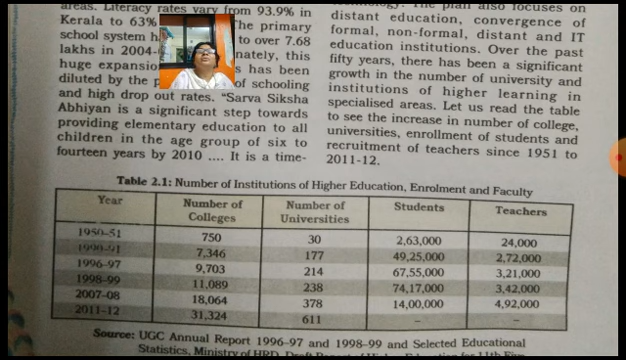 areas. Literacy rates vary from 93.9% in
Kerala to 63% The primary
school system h to over 7.68
lakhs in 2004- nately, this
huge expansio s has been
diluted by the p of schooling
and high drop out rates. "Sarva Siksha
Abhiyan is a significant step towards
providing elementary education to all
children in the age group of six to
fourteen years by 2010 .... It is a time-
The plan also focuses on
distant education, convergence of
formal, non-formal, distant and IT
education institutions. Over the past
fifty years, there has been a significant
growth in the number of university and
institutions of higher learning in
specialised areas. Let us read the table
to see the increase in number of college,
universities, enrollment of students and
recruitment of teachers since 1951 to
2011-12.
Table 2.1: Number of Institutions of Higher Education, Enrolment and Faculty
Year Number of Colleges Number of Universities Students Teachers
1950–51 750 30 2,63,000 24,000
1990–91 7,346 177 49,25,000 2,72,000
1996–97 9,703 214 67,55,000 3,21,000
1998–99 11,089 238 74,17,000 3,42,000
2007–08 18,064 378 14,00,000 4,92,000
2011–12 31,324 611 – –
Source: UGC Annual Report 1996-97 and 1998-99 and Selected Educational
Statistics, Ministry of HRD, Draft